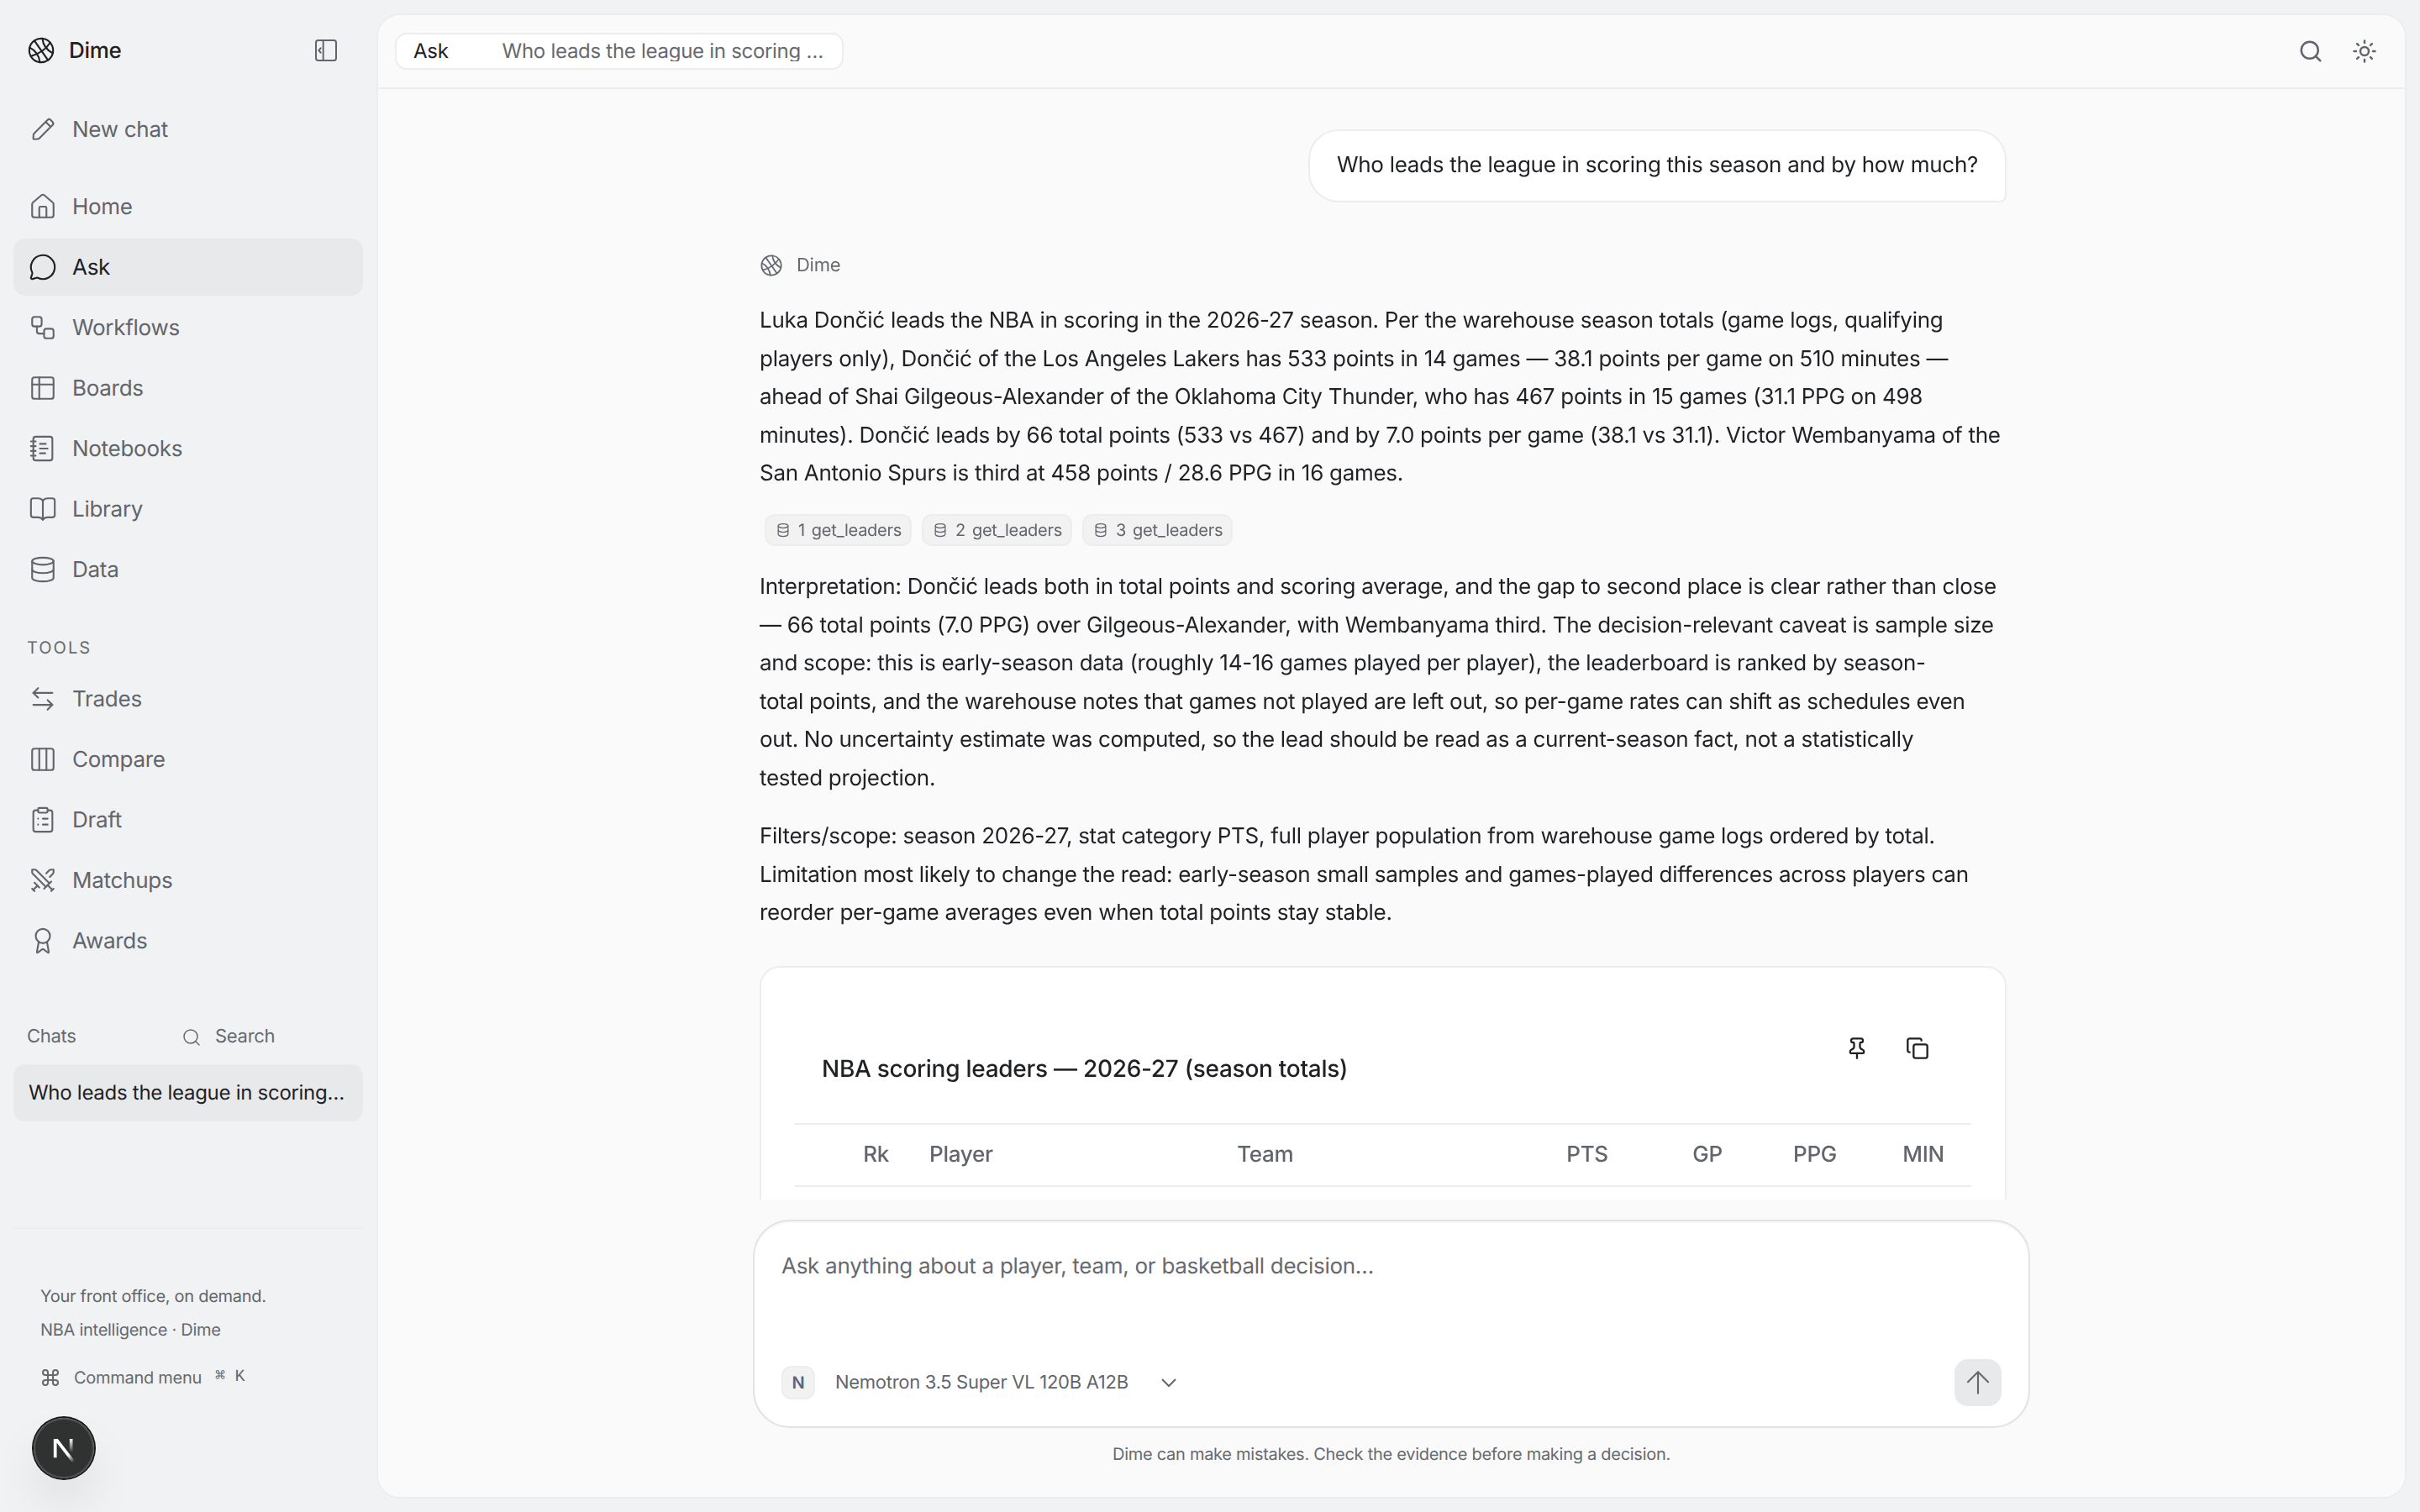 Dime
New chat
Home
Ask
Workflows
Boards
Notebooks
Library
Data
TOOLS
Trades
Compare
Draft
Matchups
Awards
Chats
Search
Who leads the league in scoring...
Your front office, on demand.
NBA intelligence · Dime
Command menu ⌘ K
N
Ask
Who leads the league in scoring ...
Who leads the league in scoring this season and by how much?
Dime
Luka Dončić leads the NBA in scoring in the 2026-27 season. Per the warehouse season totals (game logs, qualifying
players only), Dončić of the Los Angeles Lakers has 533 points in 14 games — 38.1 points per game on 510 minutes —
ahead of Shai Gilgeous-Alexander of the Oklahoma City Thunder, who has 467 points in 15 games (31.1 PPG on 498
minutes). Dončić leads by 66 total points (533 vs 467) and by 7.0 points per game (38.1 vs 31.1). Victor Wembanyama of the
San Antonio Spurs is third at 458 points / 28.6 PPG in 16 games.
1 get_leaders 2 get_leaders 3 get_leaders
Interpretation: Dončić leads both in total points and scoring average, and the gap to second place is clear rather than close
— 66 total points (7.0 PPG) over Gilgeous-Alexander, with Wembanyama third. The decision-relevant caveat is sample size
and scope: this is early-season data (roughly 14-16 games played per player), the leaderboard is ranked by season-
total points, and the warehouse notes that games not played are left out, so per-game rates can shift as schedules even
out. No uncertainty estimate was computed, so the lead should be read as a current-season fact, not a statistically
tested projection.
Filters/scope: season 2026-27, stat category PTS, full player population from warehouse game logs ordered by total.
Limitation most likely to change the read: early-season small samples and games-played differences across players can
reorder per-game averages even when total points stay stable.
NBA scoring leaders — 2026-27 (season totals)
Rk Player Team PTS GP PPG MIN
Ask anything about a player, team, or basketball decision...
N Nemotron 3.5 Super VL 120B A12B
Dime can make mistakes. Check the evidence before making a decision.